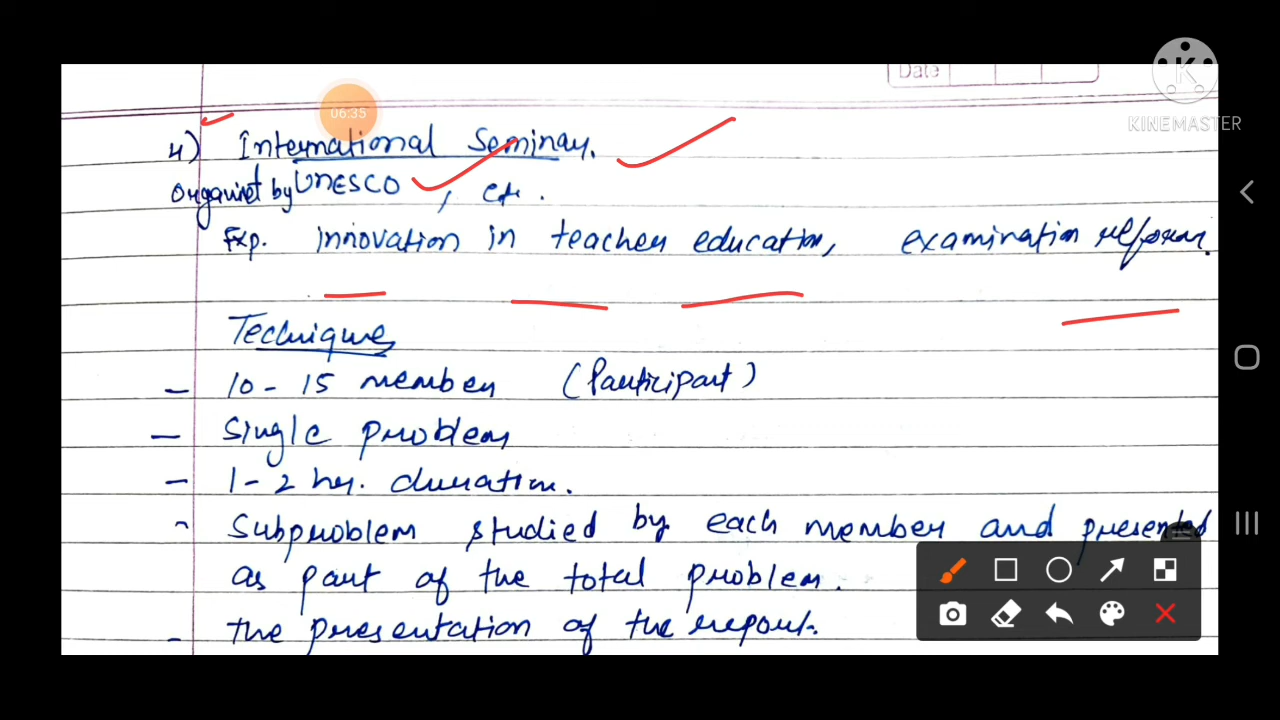 Date
KINEMASTER
06:35
4) International Seminar.
Organised by UNESCO, etc.
Exp. innovation in teacher education, examination reform.
Technique
- 10 - 15 member (Participant)
- Single problem
- 1 - 2 hr. duration.
- Subproblem studied by each member and presented
as part of the total problem.
- the presentation of the report.